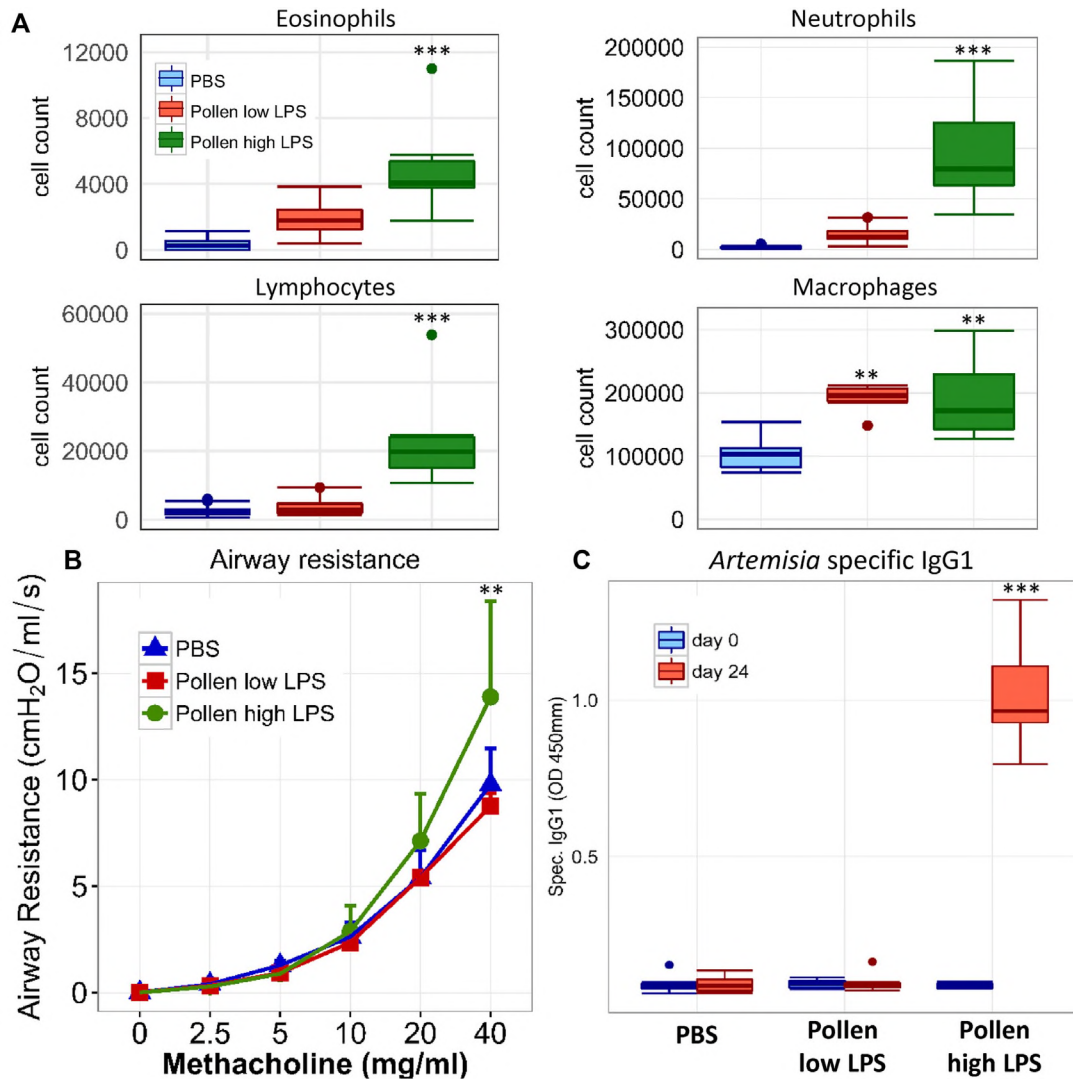 A
Eosinophils
12000
8000
4000
0
cell count
PBS
Pollen low LPS
Pollen high LPS
***
Neutrophils
200000
150000
100000
50000
0
cell count
***
Lymphocytes
60000
40000
20000
0
cell count
***
Macrophages
300000
200000
100000
0
cell count
**
**
B
Airway resistance
Airway Resistance (cmH2O/ml/s)
15
10
5
0
PBS
Pollen low LPS
Pollen high LPS
**
0 2.5 5 10 20 40
Methacholine (mg/ml)
C
Artemisia specific IgG1
Spec. IgG1 (OD 450mm)
1.0
0.5
day 0
day 24
***
PBS
Pollen
low LPS
Pollen
high LPS